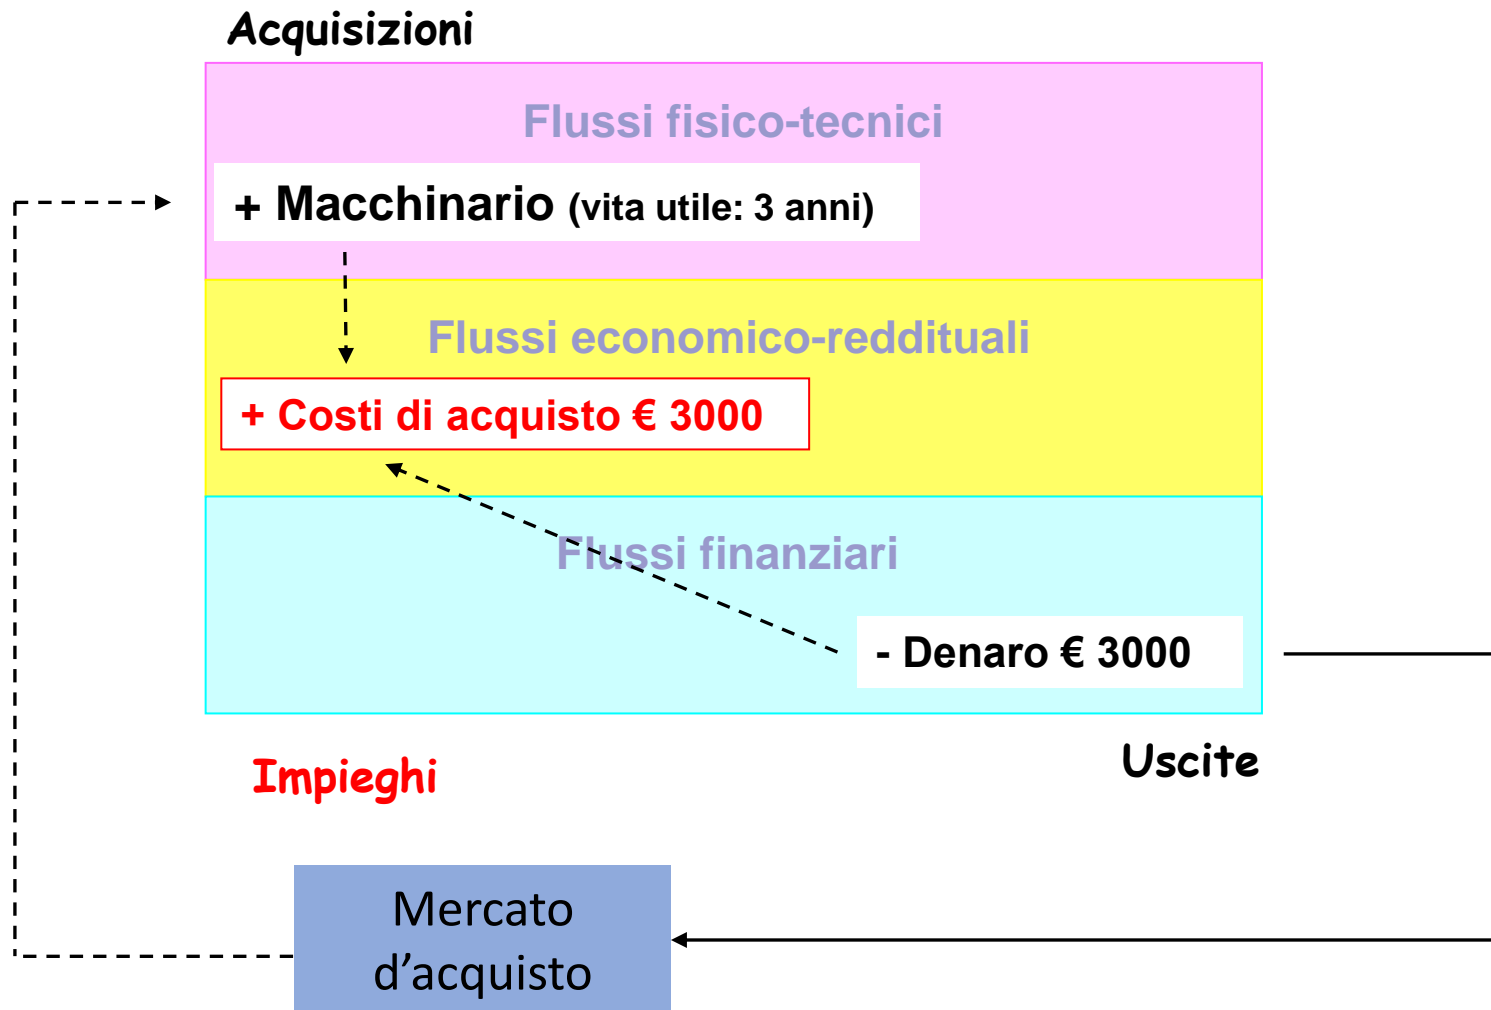 Acquisizioni
Flussi fisico-tecnici
+ Macchinario (vita utile: 3 anni)
Flussi economico-reddituali
+ Costi di acquisto € 3000
Flussi finanziari
- Denaro € 3000
Impieghi
Uscite
Mercato
d’acquisto